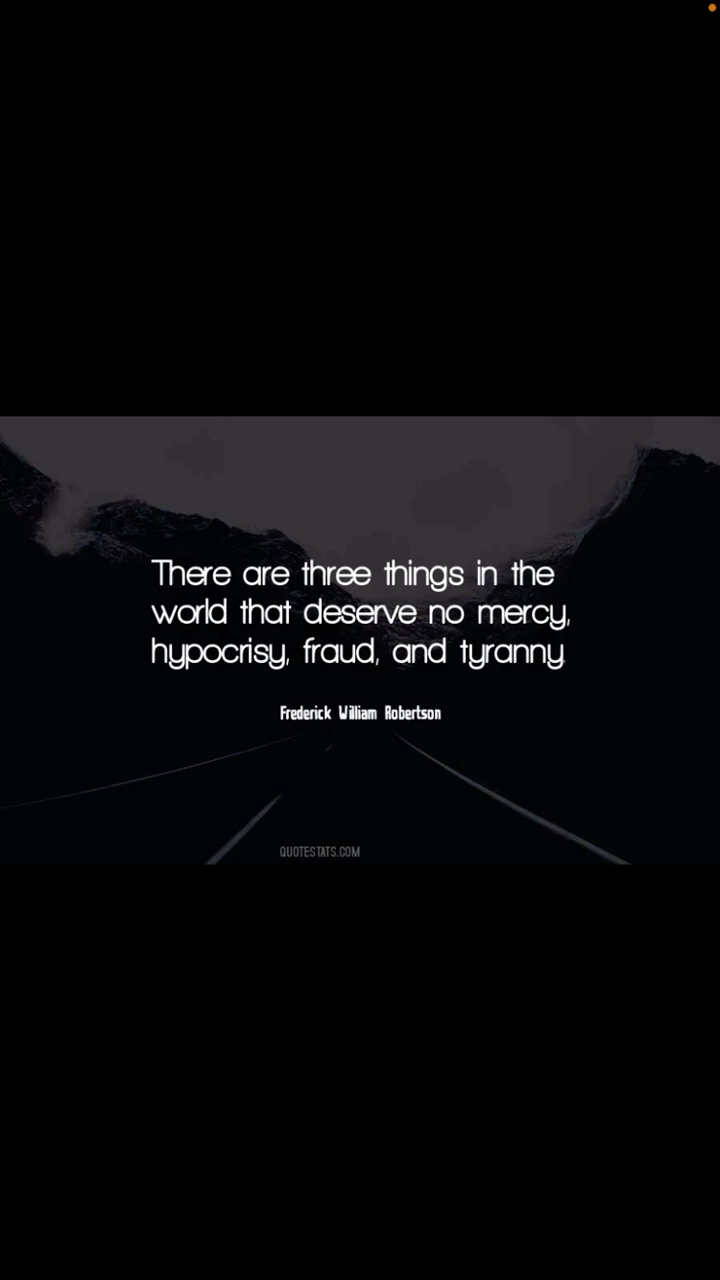 There are three things in the
world that deserve no mercy,
hypocrisy, fraud, and tyranny.
Frederick William Robertson
QUOTESTATS.COM